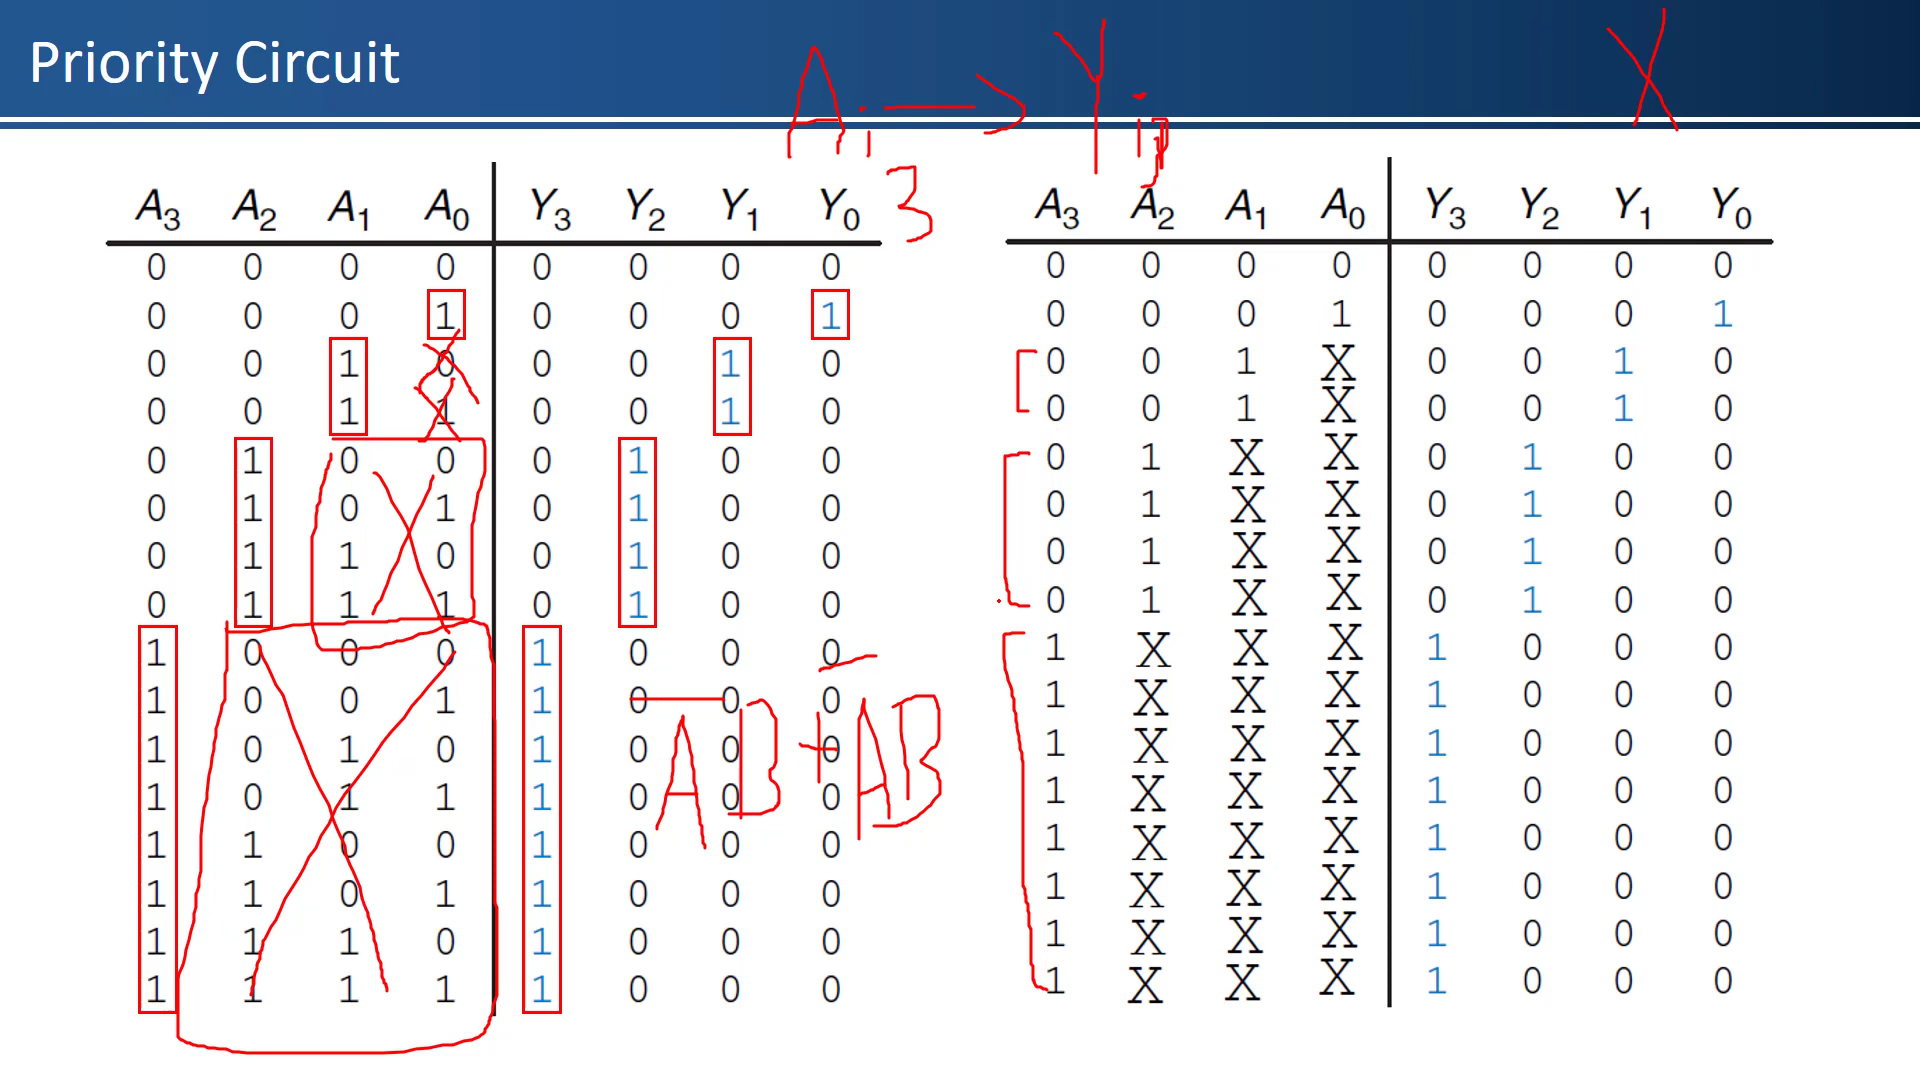 Priority Circuit
A i → Y i j
X
3
A3 A2 A1 A0 Y3 Y2 Y1 Y0 A3 A2 A1 A0 Y3 Y2 Y1 Y0
0 0 0 0 0 0 0 0 0 0 0 0 0 0 0 0
0 0 0 1 0 0 0 1 0 0 0 1 0 0 0 1
0 0 1 0 0 0 1 0 0 0 1 X 0 0 1 0
0 0 1 1 0 0 1 0 0 0 1 X 0 0 1 0
0 1 0 0 0 1 0 0 0 1 X X 0 1 0 0
0 1 0 1 0 1 0 0 0 1 X X 0 1 0 0
0 1 1 0 0 1 0 0 0 1 X X 0 1 0 0
0 1 1 1 0 1 0 0 0 1 X X 0 1 0 0
1 0 0 0 1 0 0 0 1 X X X 1 0 0 0
1 0 0 1 1 0 0 0 1 X X X 1 0 0 0
1 0 1 0 1 0 0 0 1 X X X 1 0 0 0
1 0 1 1 1 0 0 0 1 X X X 1 0 0 0
1 1 0 0 1 0 0 0 1 X X X 1 0 0 0
1 1 0 1 1 0 0 0 1 X X X 1 0 0 0
1 1 1 0 1 0 0 0 1 X X X 1 0 0 0
1 1 1 1 1 0 0 0 1 X X X 1 0 0 0
A̅B + A̅B